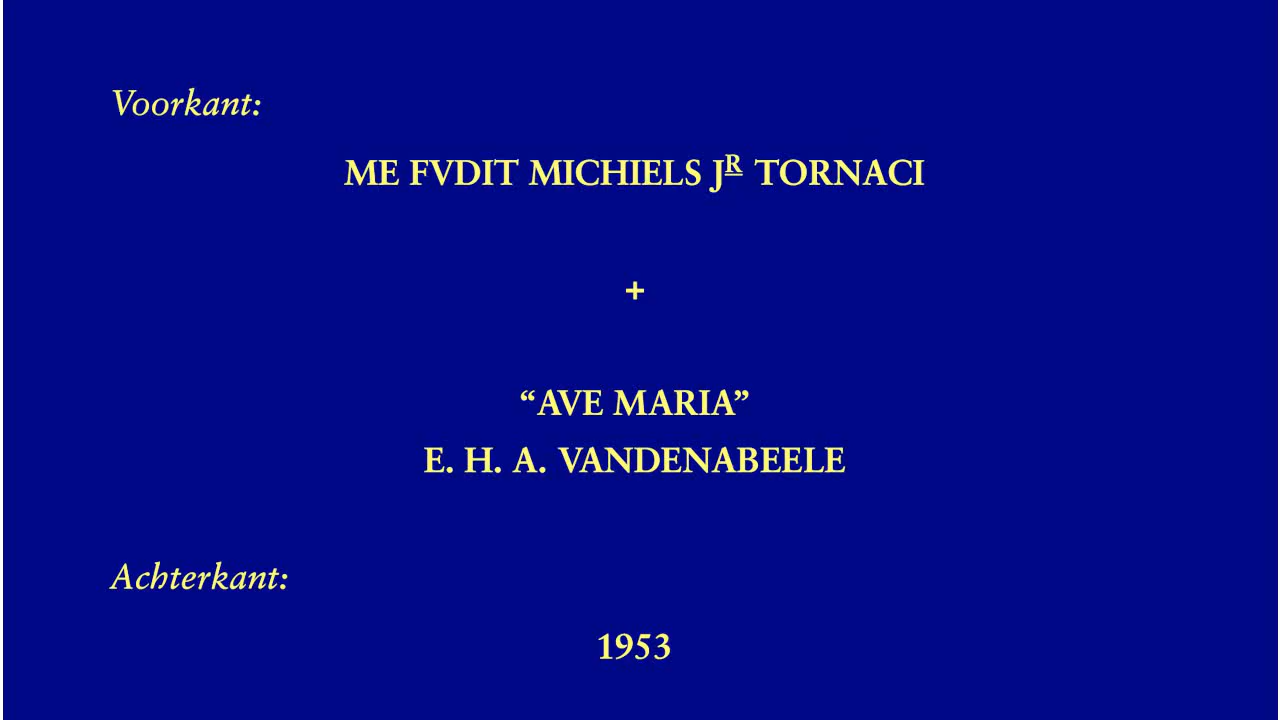 Voorkant:
ME FVDIT MICHIELS Jᴿ TORNACI
+
“AVE MARIA”
E. H. A. VANDENABEELE
Achterkant:
1953